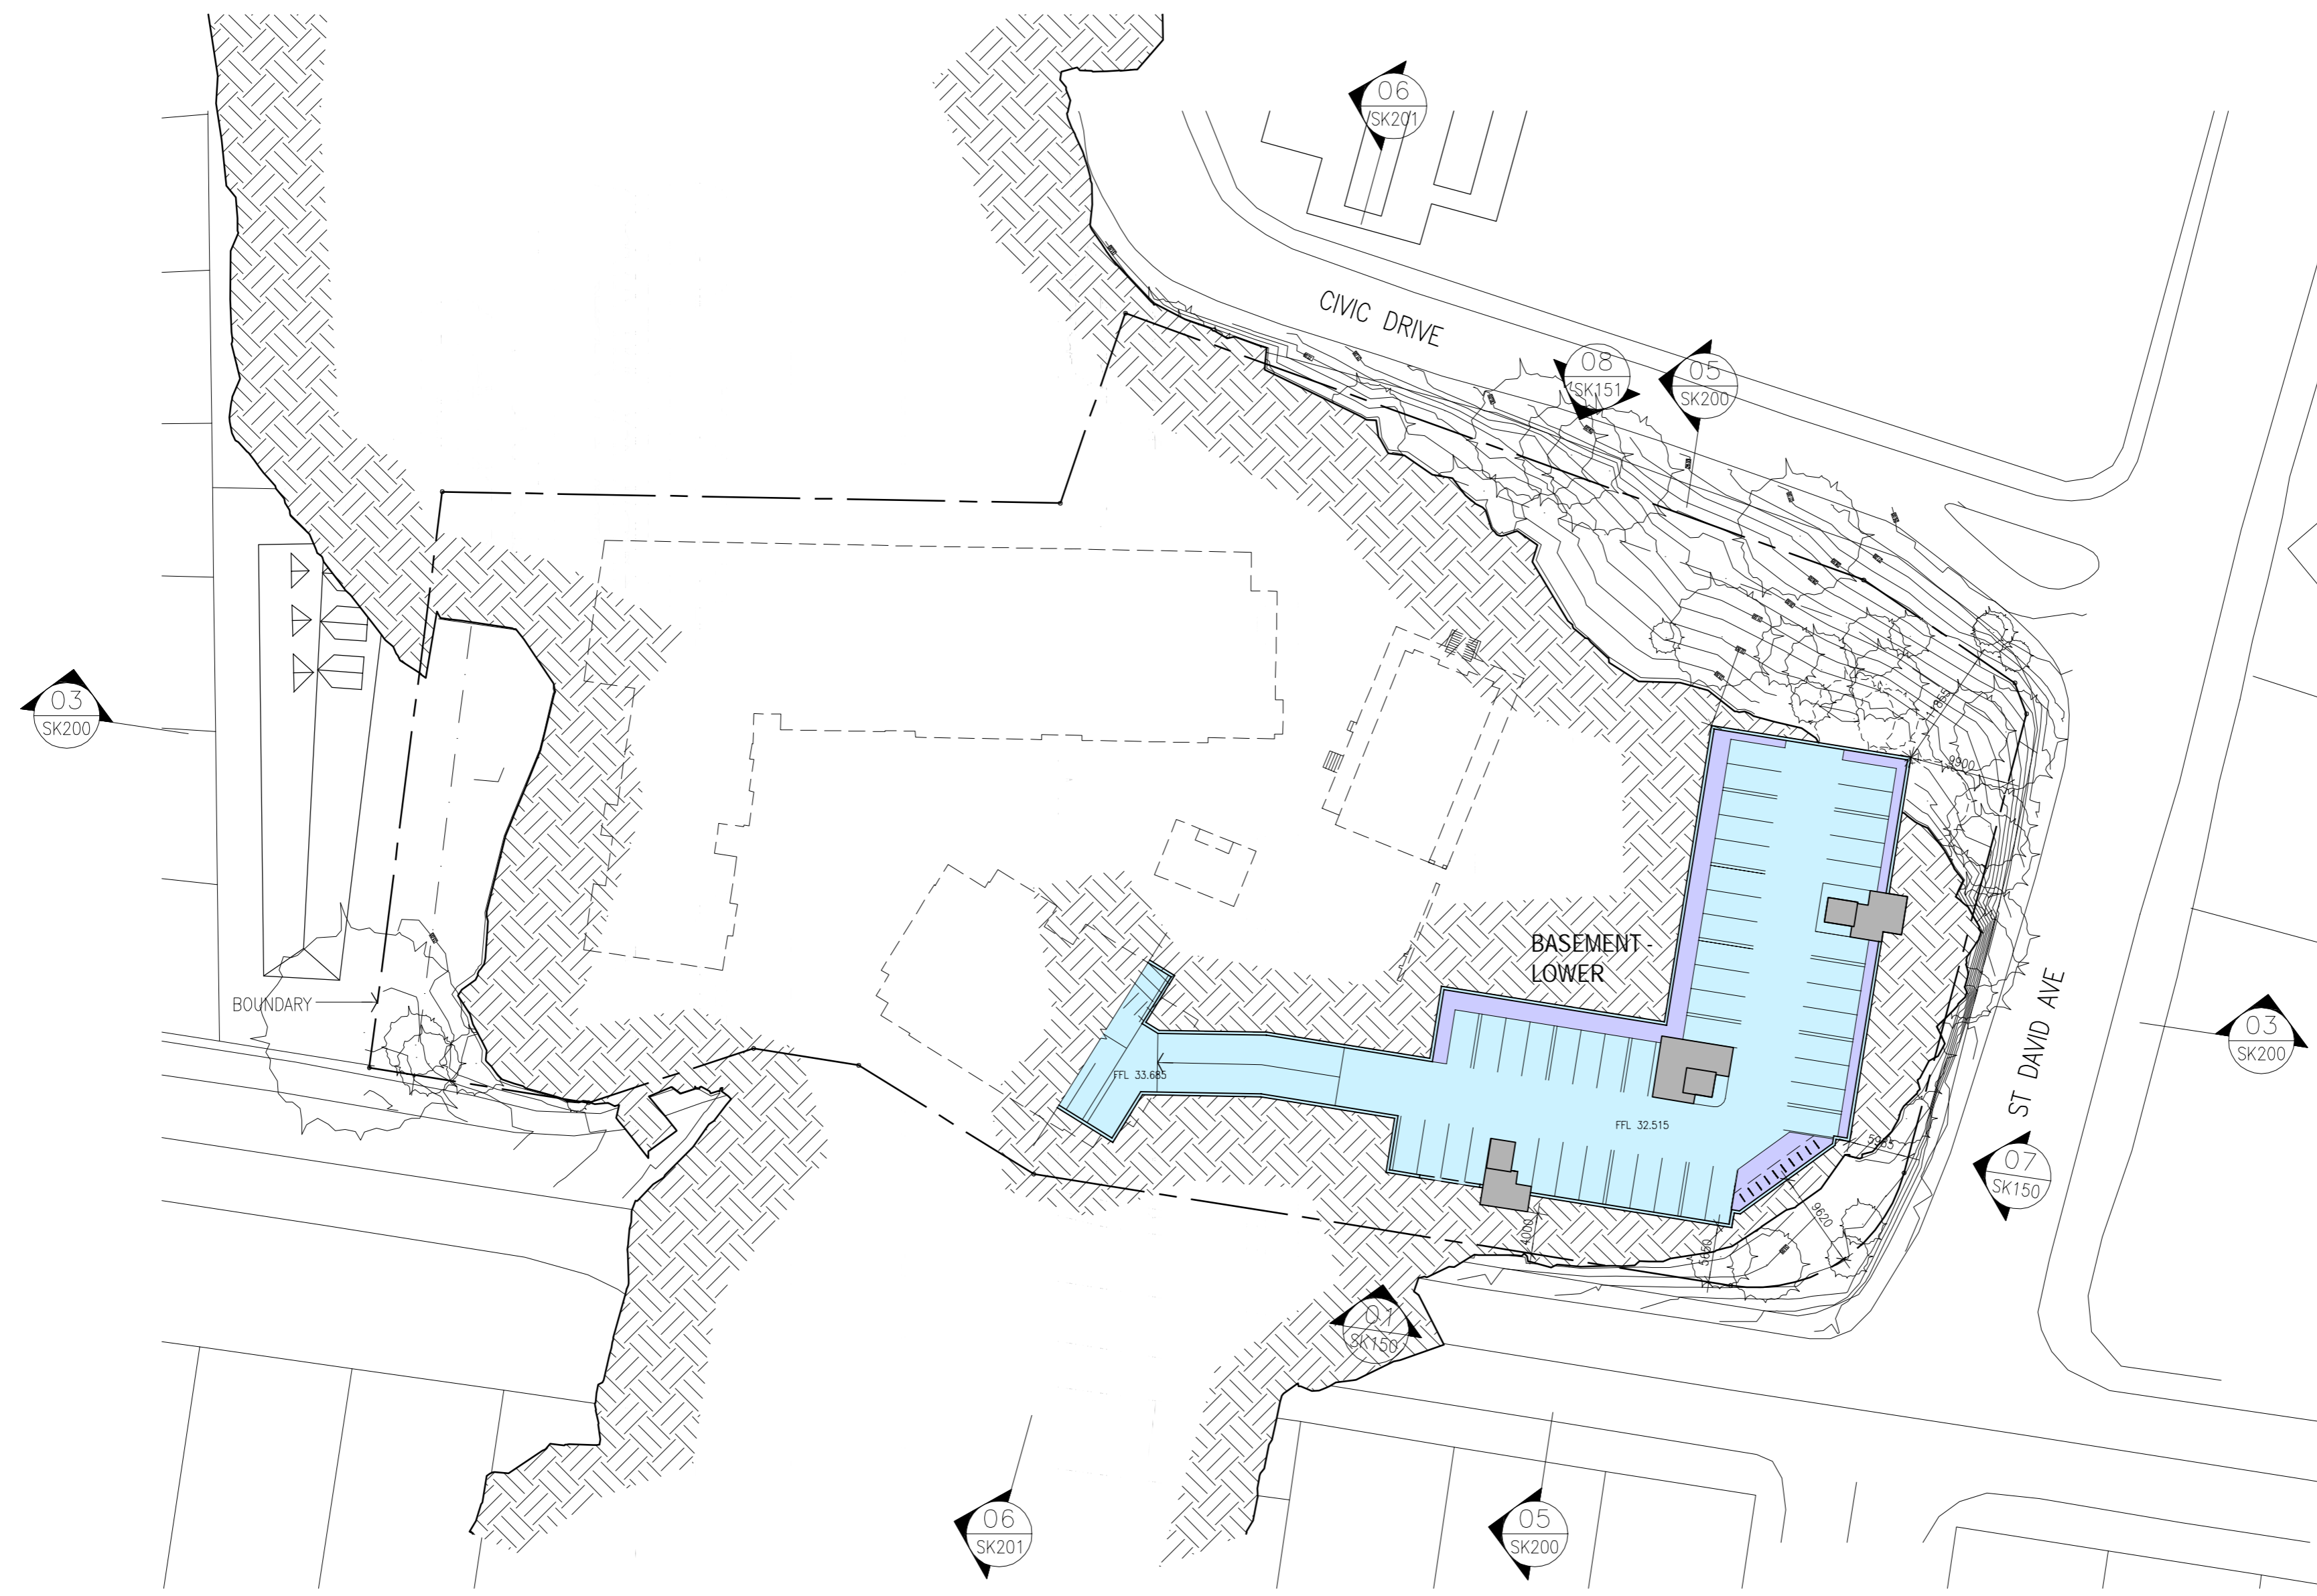 06
SK201
CIVIC DRIVE
08
SK151
05
SK200
03
SK200
9900
BASEMENT -
LOWER
BOUNDARY
ST DAVID AVE
03
SK200
FFL 33.685
FFL 32.515
07
SK150
9620
4000
5650
01
SK150
06
SK201
05
SK200